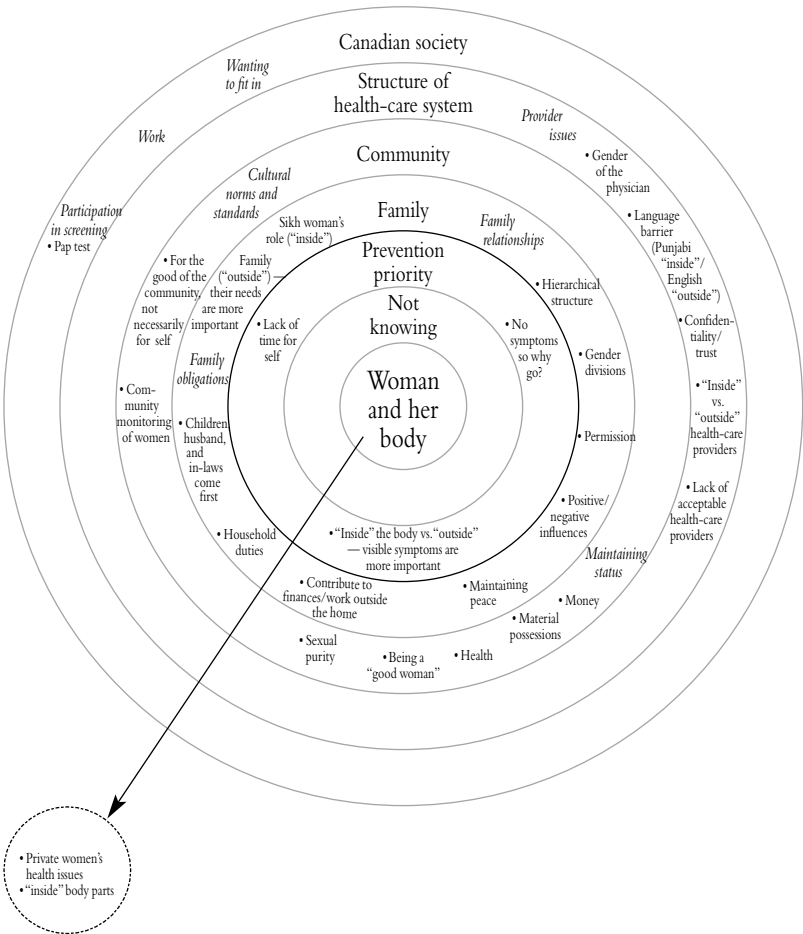 Canadian society
Wanting
to fit in
Work
Participation
in screening
• Pap test
Structure of
health-care system
Provider
issues
• Gender
of the
physician
• Language
barrier
(Punjabi
“inside”/
English
“outside”)
• Confiden-
tiality/
trust
• “Inside”
vs.
“outside”
health-care
providers
• Lack of
acceptable
health-care
providers
Community
Cultural
norms and
standards
• For the
good of the
community,
not
necessarily
for self
• Com-
munity
monitoring
of women
• Sexual
purity
• Being a
“good woman”
• Health
• Material
possessions
• Money
Maintaining
status
Family
Sikh woman’s
role (“inside”)
Family
(“outside”) —
their needs
are more
important
Family
obligations
• Children,
husband,
and
in-laws
come
first
• Household
duties
• Contribute to
finances/work outside
the home
Family
relationships
• Hierarchical
structure
• Gender
divisions
• Permission
• Positive/
negative
influences
• Maintaining
peace
Prevention
priority
• Lack of
time for
self
• “Inside” the body vs. “outside”
— visible symptoms are
more important
Not
knowing
• No
symptoms
so why
go?
Woman
and her
body
• Private women’s
health issues
• “inside” body parts